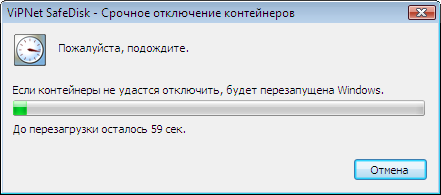 ViPNet SafeDisk - Срочное отключение контейнеров
Пожалуйста, подождите.
Если контейнеры не удастся отключить, будет перезапущена Windows.
До перезагрузки осталось 59 сек.
Отмена